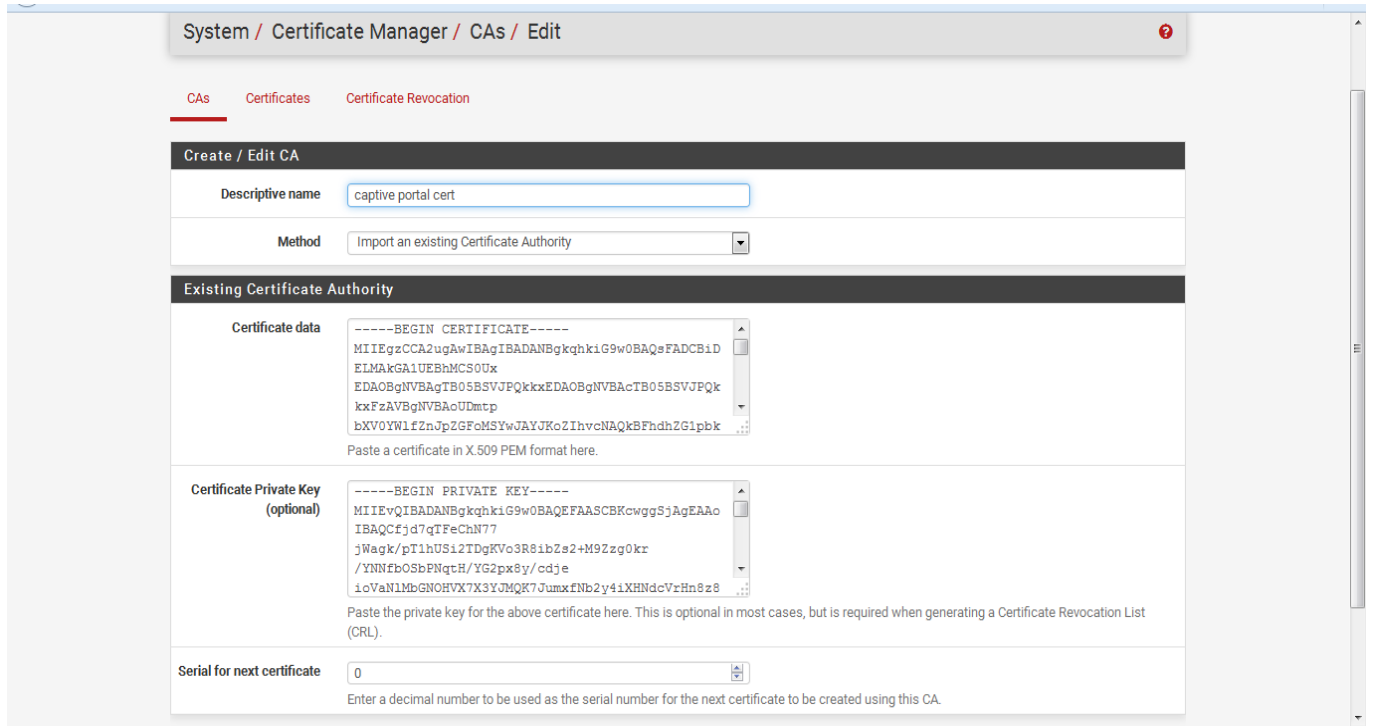 System / Certificate Manager / CAs / Edit
CAs Certificates Certificate Revocation
Create / Edit CA
Descriptive name captive portal cert
Method Import an existing Certificate Authority
Existing Certificate Authority
Certificate data -----BEGIN CERTIFICATE-----
MIIEgzCCA2ugAwIBAgIBADANBgkqhkiG9w0BAQsFADCBiD
ELMAkGA1UEBhMCS0Ux
EDAOBgNVBAgTB05BSVJPQkkxEDAOBgNVBAcTB05BSVJPQk
kxFzAVBgNVBAoUDmtp
bXV0YWlfZnJpZGFoMSYwJAYJKoZIhvcNAQkBFhdhZG1pbk
Paste a certificate in X.509 PEM format here.
Certificate Private Key (optional) -----BEGIN PRIVATE KEY-----
MIIEvQIBADANBgkqhkiG9w0BAQEFAASCBKcwggSjAgEAAo
IBAQCfjd7qTFeChN77
jWagk/pT1hUSi2TDgKVo3R8ibZs2+M9Zzg0kr
/YNNfbOSbPNqtH/YG2px8y/cdje
ioVaNlMbGNOHVX7X3YJMQK7JumxfNb2y4iXHNdcVrHn8z8
Paste the private key for the above certificate here. This is optional in most cases, but is required when generating a Certificate Revocation List
(CRL).
Serial for next certificate 0
Enter a decimal number to be used as the serial number for the next certificate to be created using this CA.